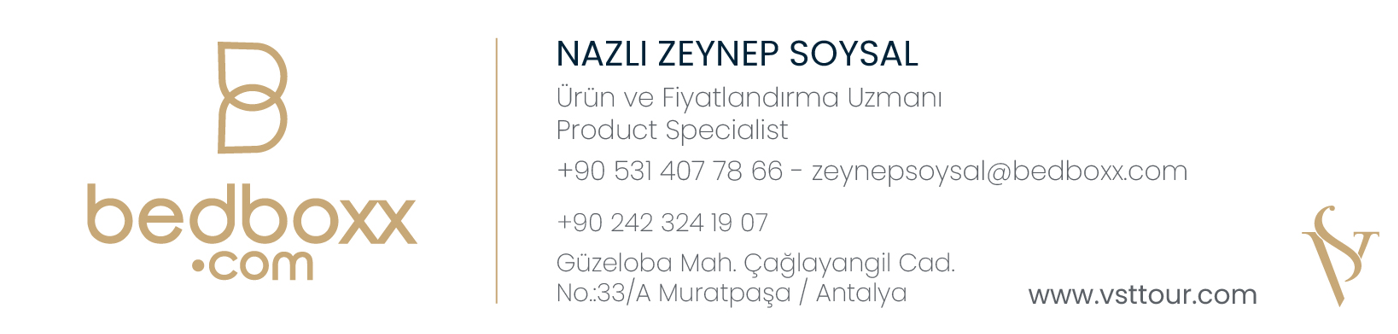 bedboxx
.com
NAZLI ZEYNEP SOYSAL
Ürün ve Fiyatlandırma Uzmanı
Product Specialist
+90 531 407 78 66 - zeynepsoysal@bedboxx.com
+90 242 324 19 07
Güzeloba Mah. Çağlayangil Cad.
No.:33/A Muratpaşa / Antalya
www.vsttour.com